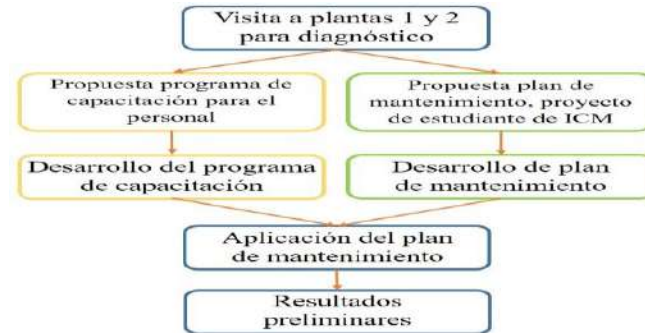 Visita a plantas 1 y 2
para diagnóstico
Propuesta programa de
capacitación para el
personal
Propuesta plan de
mantenimiento, proyecto
de estudiante de ICM
Desarrollo del programa
de capacitación
Desarrollo de plan
de mantenimiento
Aplicación del plan
de mantenimiento
Resultados
preliminares